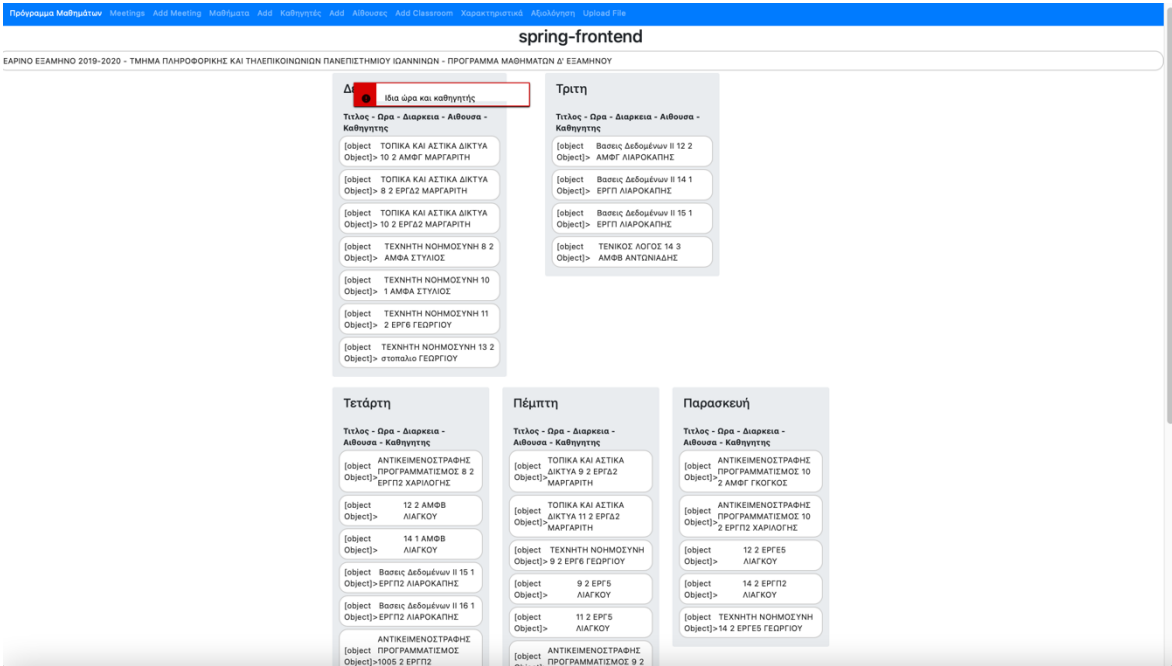 Πρόγραμμα Μαθημάτων Meetings Add Meeting Μαθήματα Add Καθηγητές Add Αίθουσες Add Classroom Χαρακτηριστικά Αξιολόγηση Upload File
spring-frontend
ΕΑΡΙΝΟ ΕΞΑΜΗΝΟ 2019-2020 - ΤΜΗΜΑ ΠΛΗΡΟΦΟΡΙΚΗΣ ΚΑΙ ΤΗΛΕΠΙΚΟΙΝΩΝΙΩΝ ΠΑΝΕΠΙΣΤΗΜΙΟΥ ΙΩΑΝΝΙΝΩΝ - ΠΡΟΓΡΑΜΜΑ ΜΑΘΗΜΑΤΩΝ Δ' ΕΞΑΜΗΝΟΥ
Ιδια ώρα και καθηγητής
Τιτλος - Ωρα - Διαρκεια - Αιθουσα -
Καθηγητης
[object ΤΟΠΙΚΑ ΚΑΙ ΑΣΤΙΚΑ ΔΙΚΤΥΑ
Object]> 10 2 ΑΜΦΓ ΜΑΡΓΑΡΙΤΗ
[object ΤΟΠΙΚΑ ΚΑΙ ΑΣΤΙΚΑ ΔΙΚΤΥΑ
Object]> 8 2 ΕΡΓΔ2 ΜΑΡΓΑΡΙΤΗ
[object ΤΟΠΙΚΑ ΚΑΙ ΑΣΤΙΚΑ ΔΙΚΤΥΑ
Object]> 10 2 ΕΡΓΔ2 ΜΑΡΓΑΡΙΤΗ
[object ΤΕΧΝΗΤΗ ΝΟΗΜΟΣΥΝΗ 8 2
Object]> ΑΜΦΑ ΣΤΥΛΙΟΣ
[object ΤΕΧΝΗΤΗ ΝΟΗΜΟΣΥΝΗ 10
Object]> 1 ΑΜΦΑ ΣΤΥΛΙΟΣ
[object ΤΕΧΝΗΤΗ ΝΟΗΜΟΣΥΝΗ 11
Object]> 2 ΕΡΓ6 ΓΕΩΡΓΙΟΥ
[object ΤΕΧΝΗΤΗ ΝΟΗΜΟΣΥΝΗ 13 2
Object]> στοπαλιο ΓΕΩΡΓΙΟΥ
Τριτη
Τιτλος - Ωρα - Διαρκεια - Αιθουσα -
Καθηγητης
[object Βασεις Δεδομένων ΙΙ 12 2
Object]> ΑΜΦΓ ΛΙΑΡΟΚΑΠΗΣ
[object Βασεις Δεδομένων ΙΙ 14 1
Object]> ΕΡΓΠ ΛΙΑΡΟΚΑΠΗΣ
[object Βασεις Δεδομένων ΙΙ 15 1
Object]> ΕΡΓΠ ΛΙΑΡΟΚΑΠΗΣ
[object ΤΕΝΙΚΟΣ ΛΟΓΟΣ 14 3
Object]> ΑΜΦΒ ΑΝΤΩΝΙΑΔΗΣ
Τετάρτη
Τιτλος - Ωρα - Διαρκεια -
Αιθουσα - Καθηγητης
[object ΑΝΤΙΚΕΙΜΕΝΟΣΤΡΑΦΗΣ
Object]> ΠΡΟΓΡΑΜΜΑΤΙΣΜΟΣ 8 2
ΕΡΓΠ2 ΧΑΡΙΛΟΓΗΣ
[object 12 2 ΑΜΦΒ
Object]> ΛΙΑΓΚΟΥ
[object 14 1 ΑΜΦΒ
Object]> ΛΙΑΓΚΟΥ
[object Βασεις Δεδομένων ΙΙ 15 1
Object]> ΕΡΓΠ2 ΛΙΑΡΟΚΑΠΗΣ
[object Βασεις Δεδομένων ΙΙ 16 1
Object]> ΕΡΓΠ2 ΛΙΑΡΟΚΑΠΗΣ
ΑΝΤΙΚΕΙΜΕΝΟΣΤΡΑΦΗΣ
[object ΠΡΟΓΡΑΜΜΑΤΙΣΜΟΣ
Object]>1005 2 ΕΡΓΠ2
Πέμπτη
Τιτλος - Ωρα - Διαρκεια -
Αιθουσα - Καθηγητης
[object ΤΟΠΙΚΑ ΚΑΙ ΑΣΤΙΚΑ
Object]> ΔΙΚΤΥΑ 9 2 ΕΡΓΔ2
ΜΑΡΓΑΡΙΤΗ
[object ΤΟΠΙΚΑ ΚΑΙ ΑΣΤΙΚΑ
Object]> ΔΙΚΤΥΑ 11 2 ΕΡΓΔ2
ΜΑΡΓΑΡΙΤΗ
[object ΤΕΧΝΗΤΗ ΝΟΗΜΟΣΥΝΗ
Object]> 9 2 ΕΡΓ6 ΓΕΩΡΓΙΟΥ
[object 9 2 ΕΡΓ5
Object]> ΛΙΑΓΚΟΥ
[object 11 2 ΕΡΓ5
Object]> ΛΙΑΓΚΟΥ
[object ΑΝΤΙΚΕΙΜΕΝΟΣΤΡΑΦΗΣ
ΠΡΟΓΡΑΜΜΑΤΙΣΜΟΣ 9 2
Παρασκευή
Τιτλος - Ωρα - Διαρκεια -
Αιθουσα - Καθηγητης
[object ΑΝΤΙΚΕΙΜΕΝΟΣΤΡΑΦΗΣ
Object]> ΠΡΟΓΡΑΜΜΑΤΙΣΜΟΣ 10
2 ΑΜΦΓ ΓΚΟΓΚΟΣ
[object ΑΝΤΙΚΕΙΜΕΝΟΣΤΡΑΦΗΣ
Object]> ΠΡΟΓΡΑΜΜΑΤΙΣΜΟΣ 10
2 ΕΡΓΠ2 ΧΑΡΙΛΟΓΗΣ
[object 12 2 ΕΡΓΕ5
Object]> ΛΙΑΓΚΟΥ
[object 14 2 ΕΡΓΠ2
Object]> ΛΙΑΓΚΟΥ
[object ΤΕΧΝΗΤΗ ΝΟΗΜΟΣΥΝΗ
Object]>14 2 ΕΡΓΕ5 ΓΕΩΡΓΙΟΥ